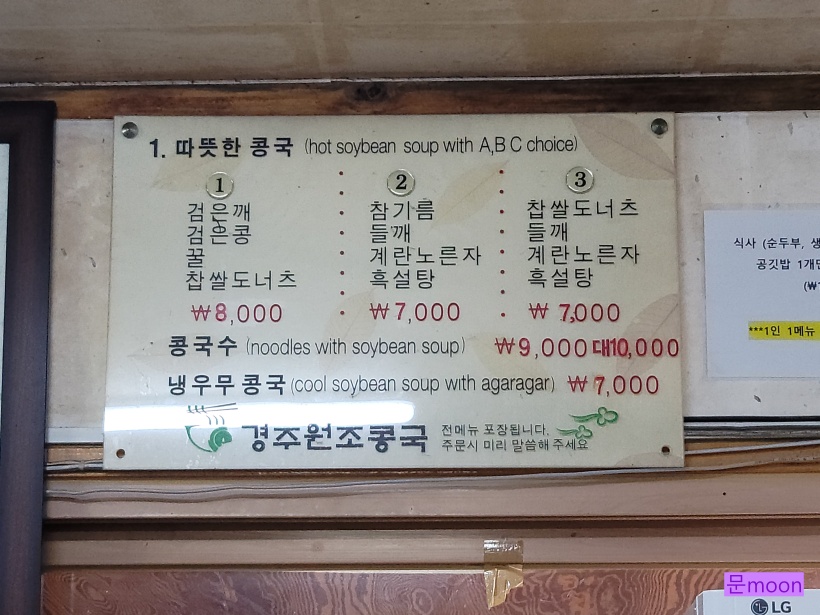 1. 따뜻한 콩국 (hot soybean soup with A,B C choice)
1
검은깨
검은콩
꿀
찹쌀도너츠
₩8,000
2
참기름
들깨
계란노른자
흑설탕
₩7,000
3
찹쌀도너츠
들깨
계란노른자
흑설탕
₩7,000
콩국수 (noodles with soybean soup) ₩9,000 대10,000
냉우무콩국 (cool soybean soup with agaragar) ₩7,000
경주원조콩국
전메뉴 포장됩니다.
주문시 미리 말씀해 주세요
식사 (순두부, 생
공깃밥 1개
(₩
***1인 1메뉴
문moon
LG